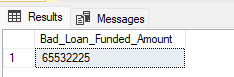 Results Messages
Bad_Loan_Funded_Amount
1 65532225